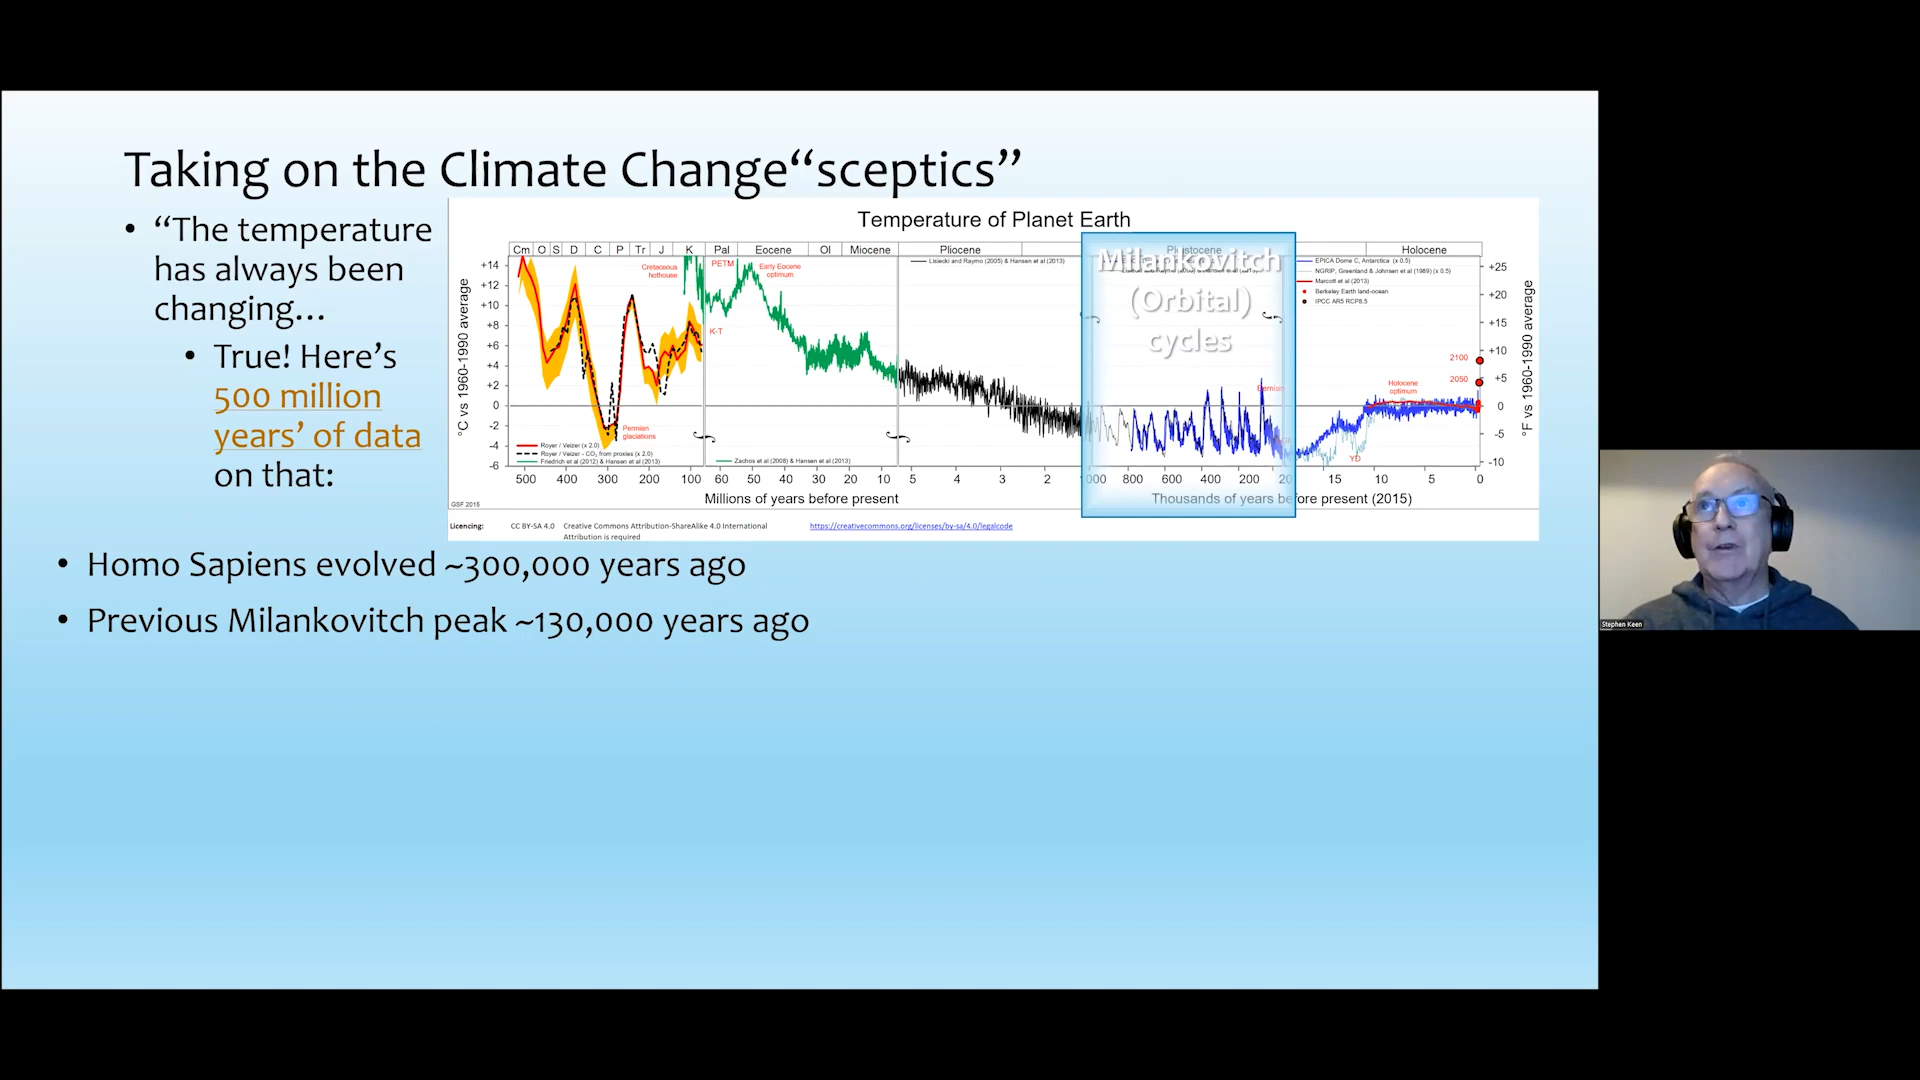 Taking on the Climate Change“sceptics”
• “The temperature
has always been
changing…
• True! Here’s
500 million
years’ of data
on that:
Temperature of Planet Earth
Cm O S D C P Tr J K Pal Eocene Ol Miocene Pliocene Pleistocene Holocene
°C vs 1960-1990 average
+14
+12
+10
+8
+6
+4
+2
0
-2
-4
-6
Cretaceous
hothouse
PETM
Early Eocene
optimum
K-T
Permian
glaciations
Royer / Veizer (x 2.0)
Royer / Veizer - CO₂ from proxies (x 2.0)
Friedrich et al (2012) & Hansen et al (2013)
Zachos et al (2008) & Hansen et al (2013)
Lisiecki and Raymo (2005) & Hansen et al (2013)
Milankovitch
(Orbital)
cycles
Eemian
EPICA Dome C, Antarctica (x 0.5)
NGRIP, Greenland & Johnsen et al (1989) (x 0.5)
Marcott et al (2013)
Berkeley Earth land-ocean
IPCC AR5 RCP8.5
2100
2050
Holocene
optimum
YD
+25
+20
+15
+10
+5
0
-5
-10
°F vs 1960-1990 average
500 400 300 200 100 60 50 40 30 20 10 5 4 3 2 800 600 400 200 20 15 10 5 0
Millions of years before present
Thousands of years before present (2015)
GSF 2015
Licencing: CC BY-SA 4.0 Creative Commons Attribution-ShareAlike 4.0 International https://creativecommons.org/licenses/by-sa/4.0/legalcode
Attribution is required
• Homo Sapiens evolved ~300,000 years ago
• Previous Milankovitch peak ~130,000 years ago
Stephen Keen